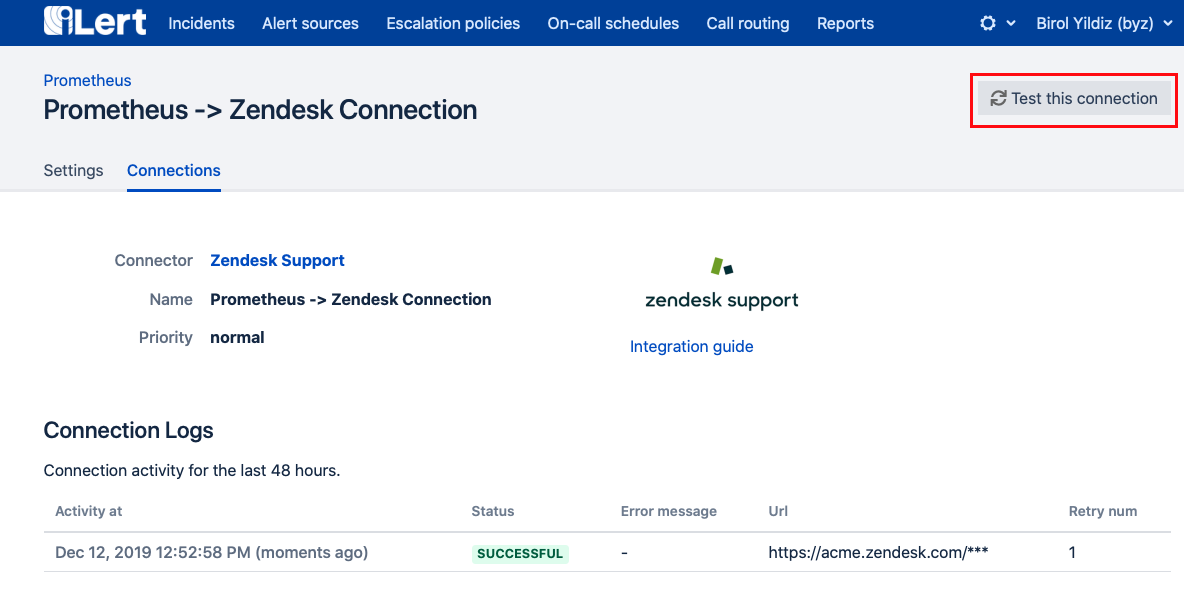 iLert Incidents Alert sources Escalation policies On-call schedules Call routing Reports Birol Yildiz (byz)
Prometheus
Prometheus -> Zendesk Connection
Test this connection
Settings Connections
Connector Zendesk Support
Name Prometheus -> Zendesk Connection
Priority normal
zendesk support
Integration guide
Connection Logs
Connection activity for the last 48 hours.
Activity at Status Error message Url Retry num
Dec 12, 2019 12:52:58 PM (moments ago) SUCCESSFUL - https://acme.zendesk.com/*** 1